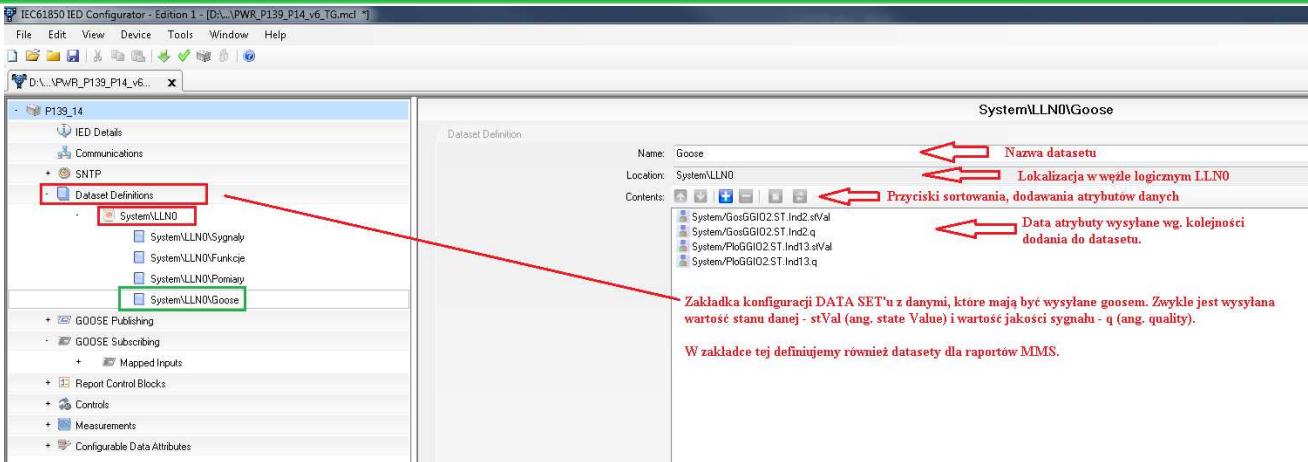 IEC61850 IED Configurator - Edition 1 - [D:\...\PWR_P139_P14_v6_TG.mcl *]
File Edit View Device Tools Window Help
D:\...\PWR_P139_P14_v6... x
P139_14
IED Details
Communications
SNTP
Dataset Definitions
System\LLN0
System\LLN0\Sygnaly
System\LLN0\Funkcje
System\LLN0\Pomiary
System\LLN0\Goose
GOOSE Publishing
GOOSE Subscribing
Mapped Inputs
Report Control Blocks
Controls
Measurements
Configurable Data Attributes
System\LLN0\Goose
Dataset Definition
Name: Goose
Nazwa datasetu
Location: System\LLN0
Lokalizacja w węźle logicznym LLN0
Contents:
Przyciski sortowania, dodawania atrybutów danych
System/GosGGIO2.ST.Ind2.stVal
System/GosGGIO2.ST.Ind2.q
System/PloGGIO2.ST.Ind13.stVal
System/PloGGIO2.ST.Ind13.q
Data atrybuty wysyłane wg. kolejności
dodania do datasetu.
Zakładka konfiguracji DATA SET'u z danymi, które mają być wysyłane goosem. Zwykle jest wysyłana
wartość stanu danej - stVal (ang. state Value) i wartość jakości sygnału - q (ang. quality).
W zakładce tej definiujemy również datasety dla raportów MMS.